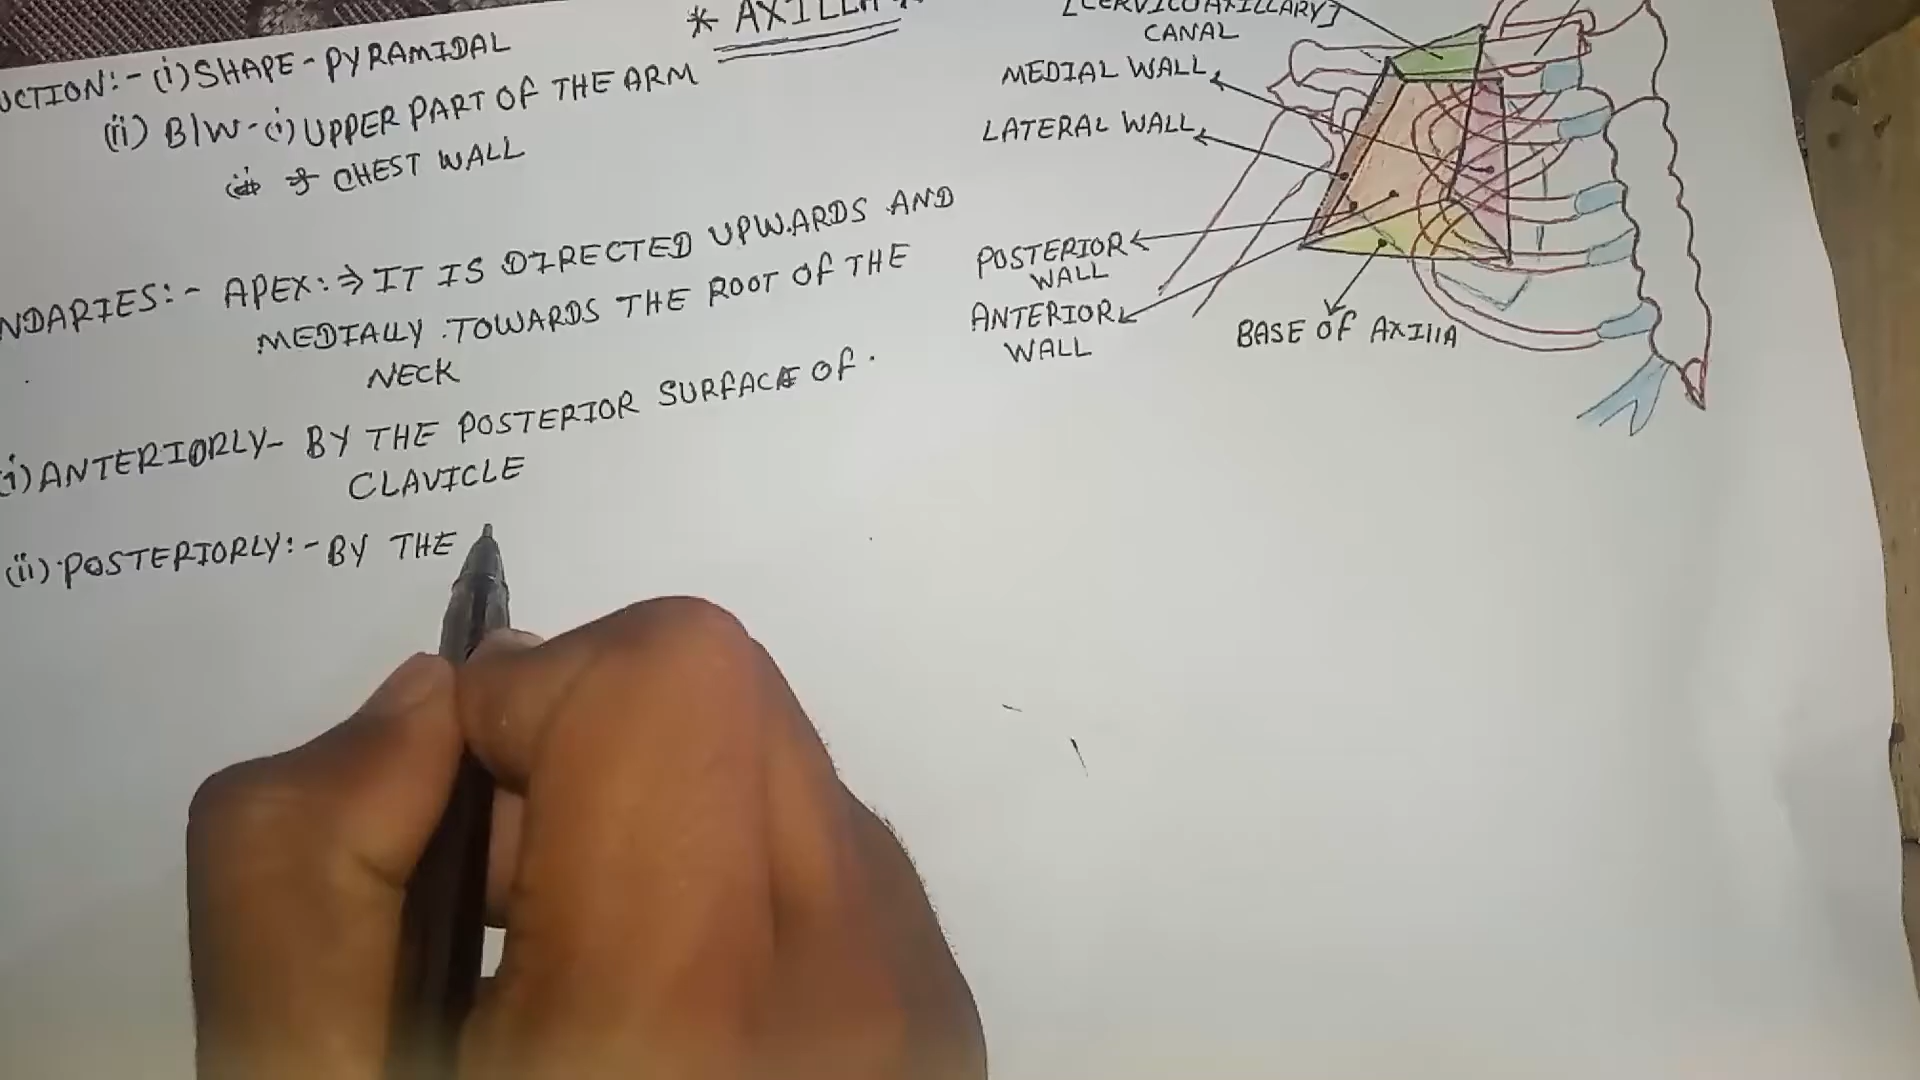 * AXILLA *
UCTION:- (i) SHAPE - PYRAMIDAL
(ii) B/W - (i) UPPER PART OF THE ARM
CHEST WALL
NDARIES:- APEX:⇒ IT IS DIRECTED UPWARDS AND
MEDIALLY TOWARDS THE ROOT OF THE
NECK
(i) ANTERIORLY- BY THE POSTERIOR SURFACE OF
CLAVICLE
(ii) POSTERIORLY:- BY THE
[CERVICOAXILLARY]
CANAL
MEDIAL WALL
LATERAL WALL
POSTERIOR
WALL
ANTERIOR
WALL
BASE OF AXILLA